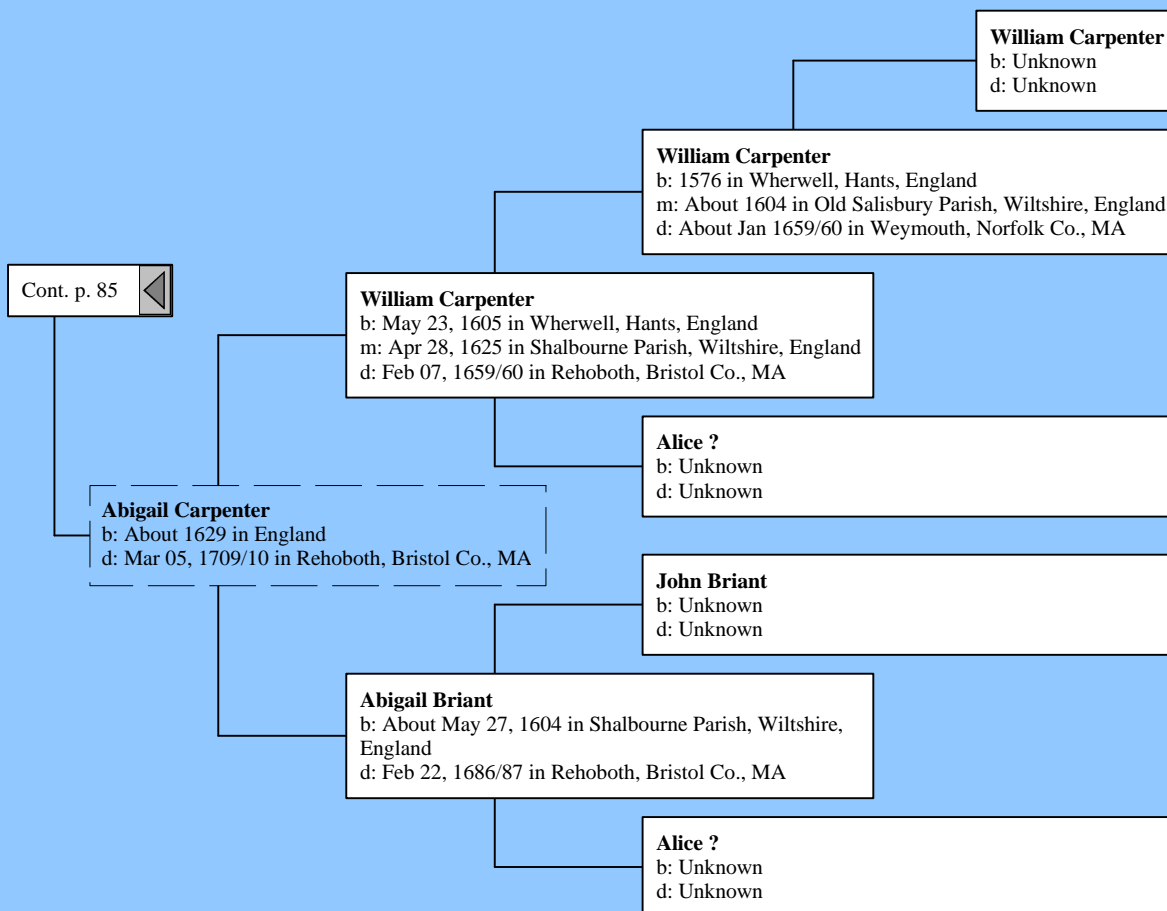 William Carpenter
b: Unknown
d: Unknown
William Carpenter
b: 1576 in Wherwell, Hants, England
m: About 1604 in Old Salisbury Parish, Wiltshire, England
d: About Jan 1659/60 in Weymouth, Norfolk Co., MA
Cont. p. 85
William Carpenter
b: May 23, 1605 in Wherwell, Hants, England
m: Apr 28, 1625 in Shalbourne Parish, Wiltshire, England
d: Feb 07, 1659/60 in Rehoboth, Bristol Co., MA
Alice ?
b: Unknown
d: Unknown
Abigail Carpenter
b: About 1629 in England
d: Mar 05, 1709/10 in Rehoboth, Bristol Co., MA
John Briant
b: Unknown
d: Unknown
Abigail Briant
b: About May 27, 1604 in Shalbourne Parish, Wiltshire,
England
d: Feb 22, 1686/87 in Rehoboth, Bristol Co., MA
Alice ?
b: Unknown
d: Unknown